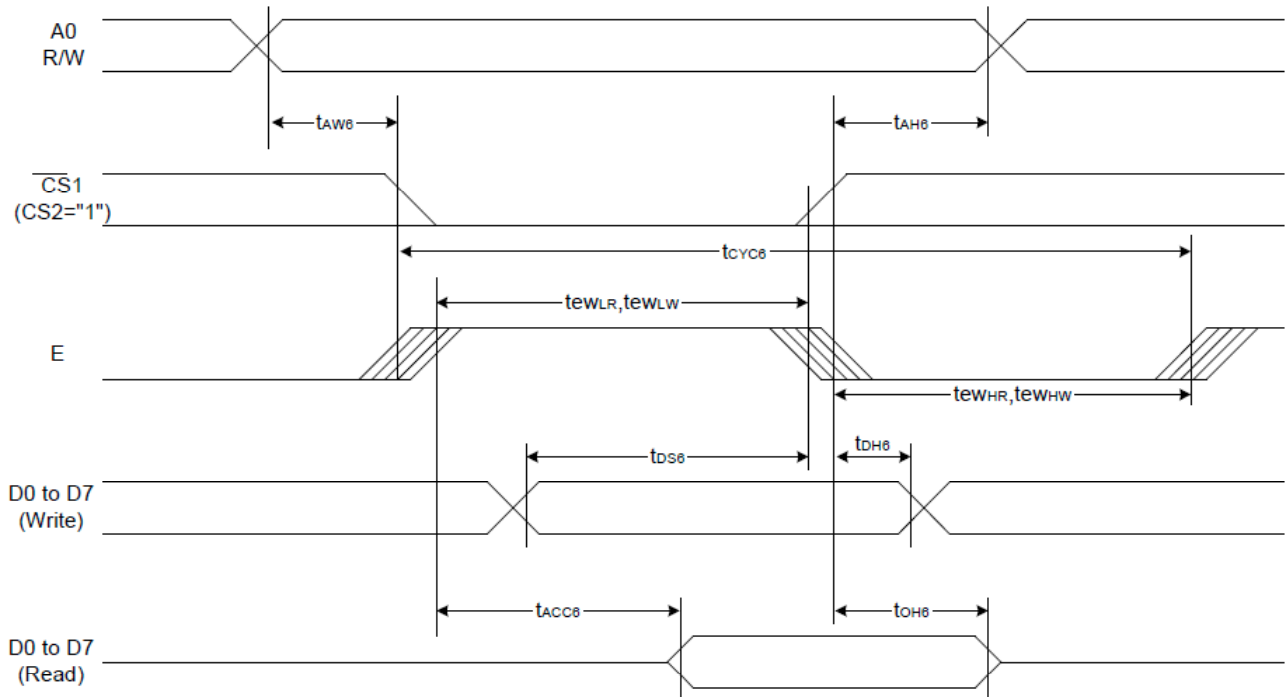 A0
R/W
tAW6
tAH6
CS1
(CS2="1")
tCYC6
tewLR,tewLW
E
tewHR,tewHW
tDS6
tDH6
D0 to D7
(Write)
tACC6
tOH6
D0 to D7
(Read)